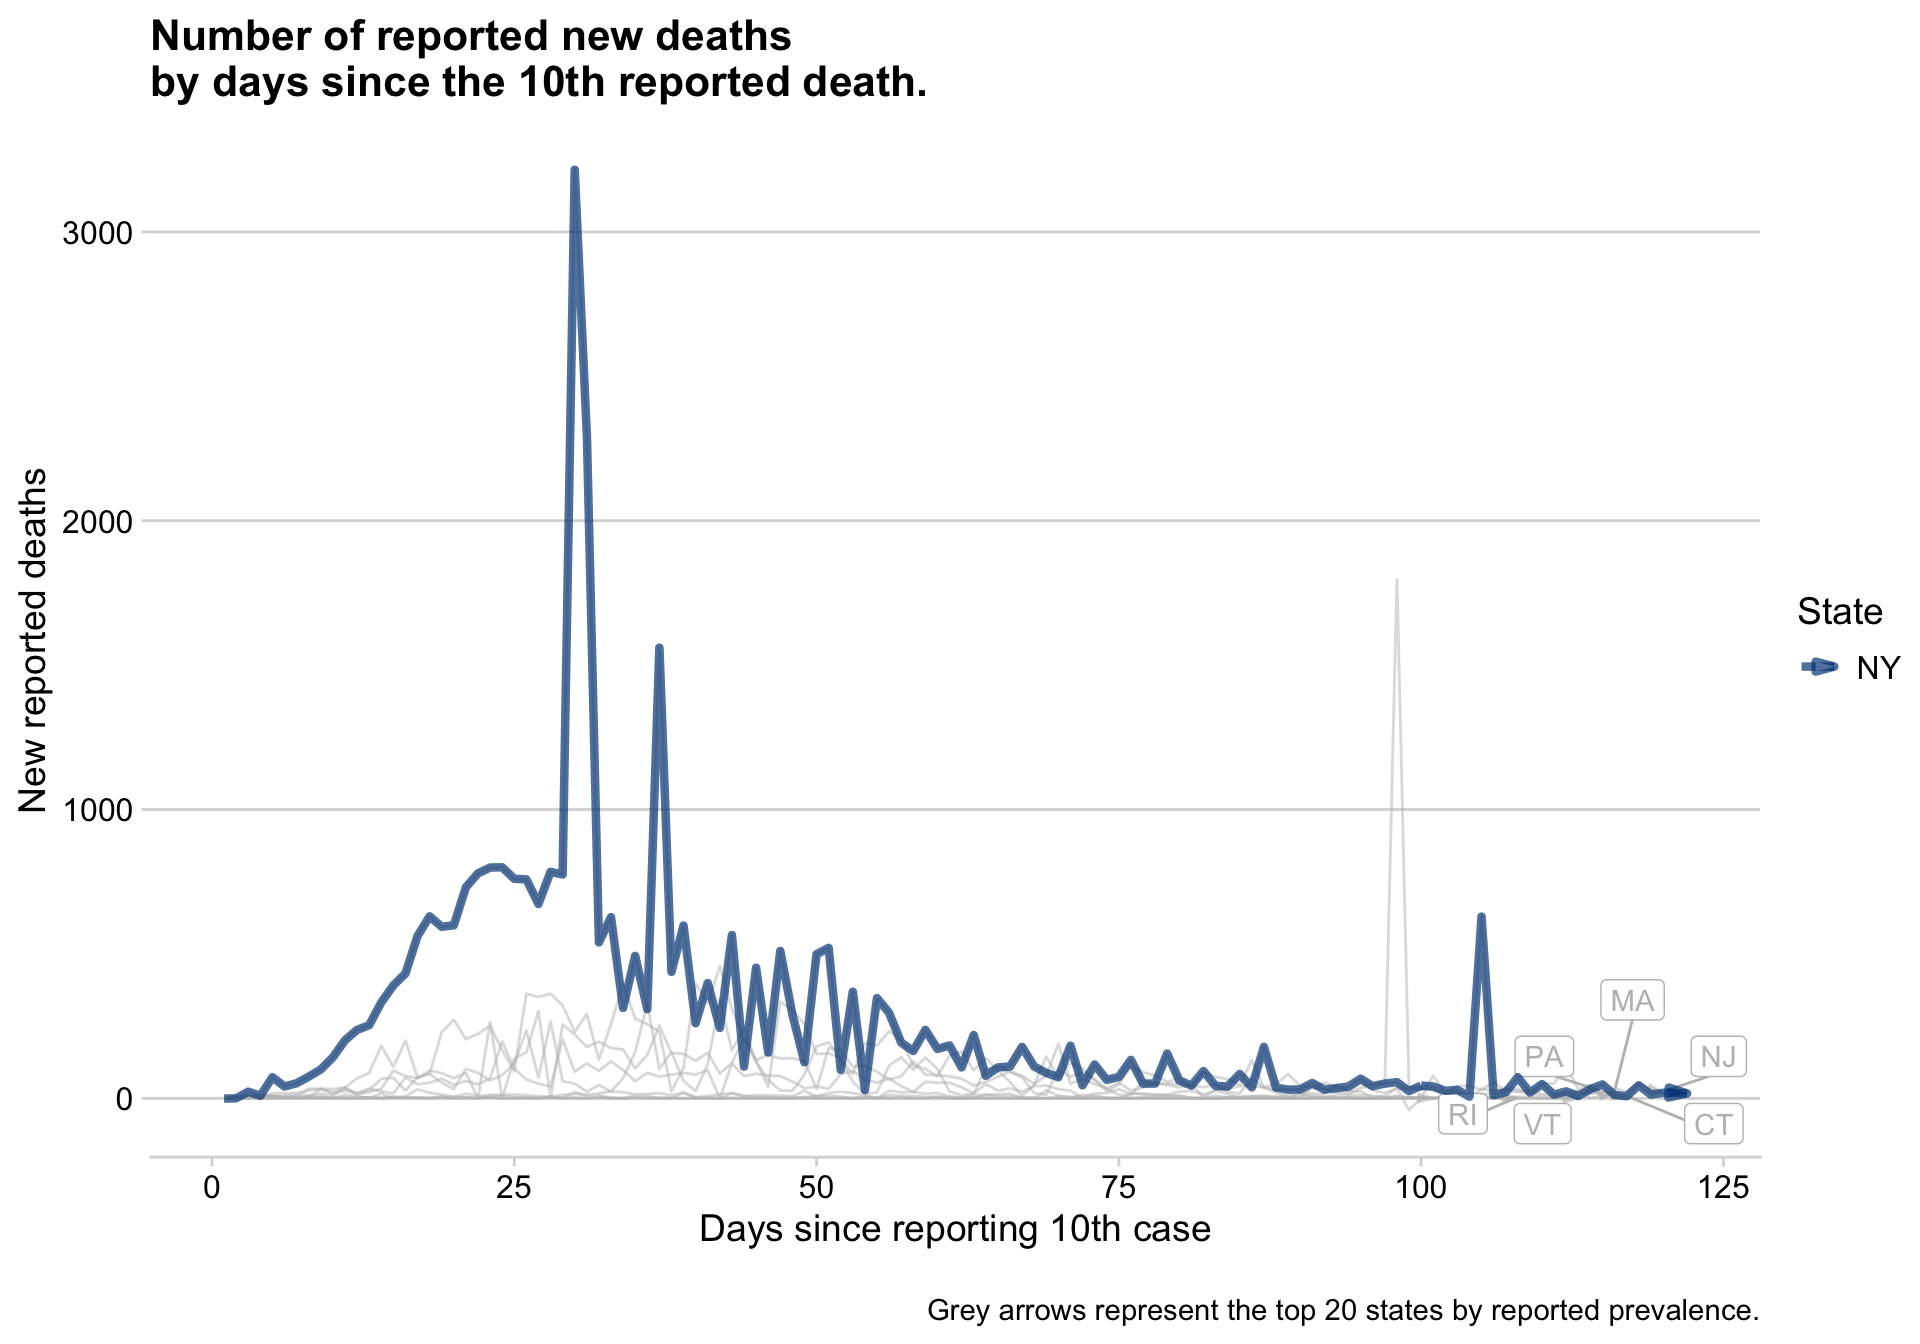 Number of reported new deaths
by days since the 10th reported death.
New reported deaths
3000
2000
1000
0
State
NY
MA
PA
NJ
RI
VT
CT
0 25 50 75 100 125
Days since reporting 10th case
Grey arrows represent the top 20 states by reported prevalence.